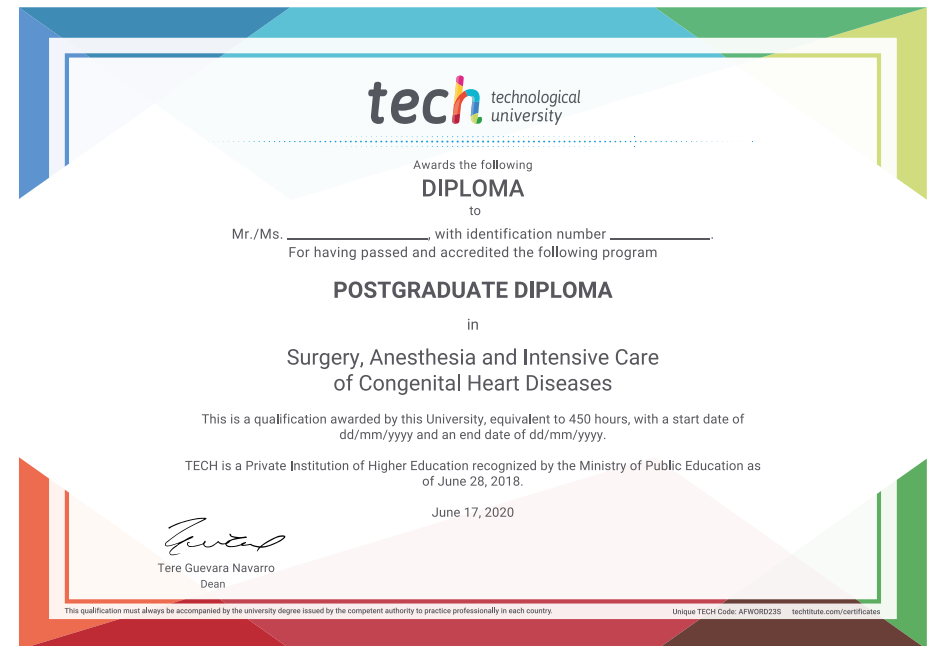 tech technological
university
Awards the following
DIPLOMA
to
Mr./Ms. ____________________, with identification number ______________.
For having passed and accredited the following program
POSTGRADUATE DIPLOMA
in
Surgery, Anesthesia and Intensive Care
of Congenital Heart Diseases
This is a qualification awarded by this University, equivalent to 450 hours, with a start date of
dd/mm/yyyy and an end date of dd/mm/yyyy.
TECH is a Private Institution of Higher Education recognized by the Ministry of Public Education as
of June 28, 2018.
June 17, 2020
Tere Guevara Navarro
Dean
This qualification must always be accompanied by the university degree issued by the competent authority to practice professionally in each country.
Unique TECH Code: AFWORD23S techtitute.com/certificates